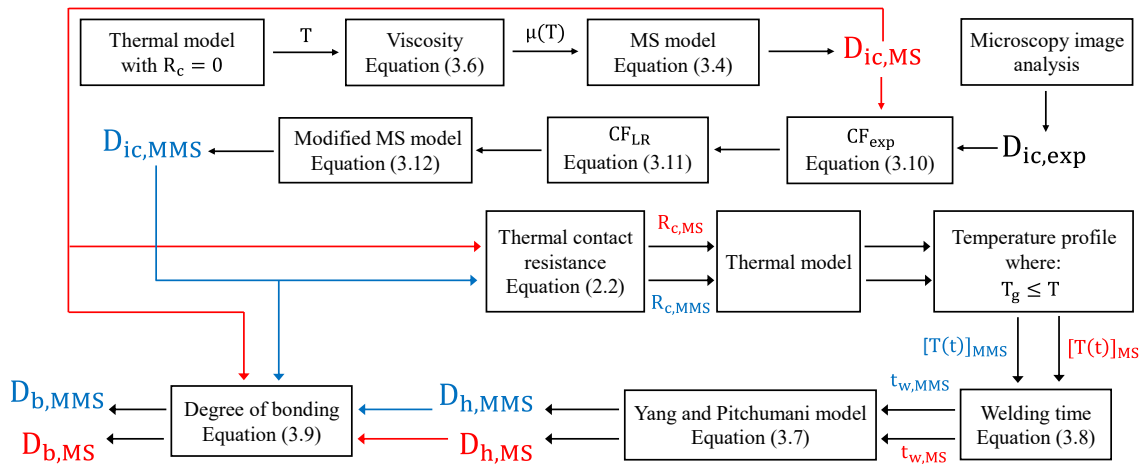 Thermal model
with R_c = 0
T
Viscosity
Equation (3.6)
μ(T)
MS model
Equation (3.4)
D_ic,MS
Microscopy image
analysis
D_ic,MMS
Modified MS model
Equation (3.12)
CF_LR
Equation (3.11)
CF_exp
Equation (3.10)
D_ic,exp
Thermal contact
resistance
Equation (2.2)
R_c,MS
R_c,MMS
Thermal model
Temperature profile
where:
T_g ≤ T
[T(t)]_MMS
[T(t)]_MS
D_b,MMS
D_b,MS
Degree of bonding
Equation (3.9)
D_h,MMS
D_h,MS
Yang and Pitchumani model
Equation (3.7)
t_w,MMS
t_w,MS
Welding time
Equation (3.8)